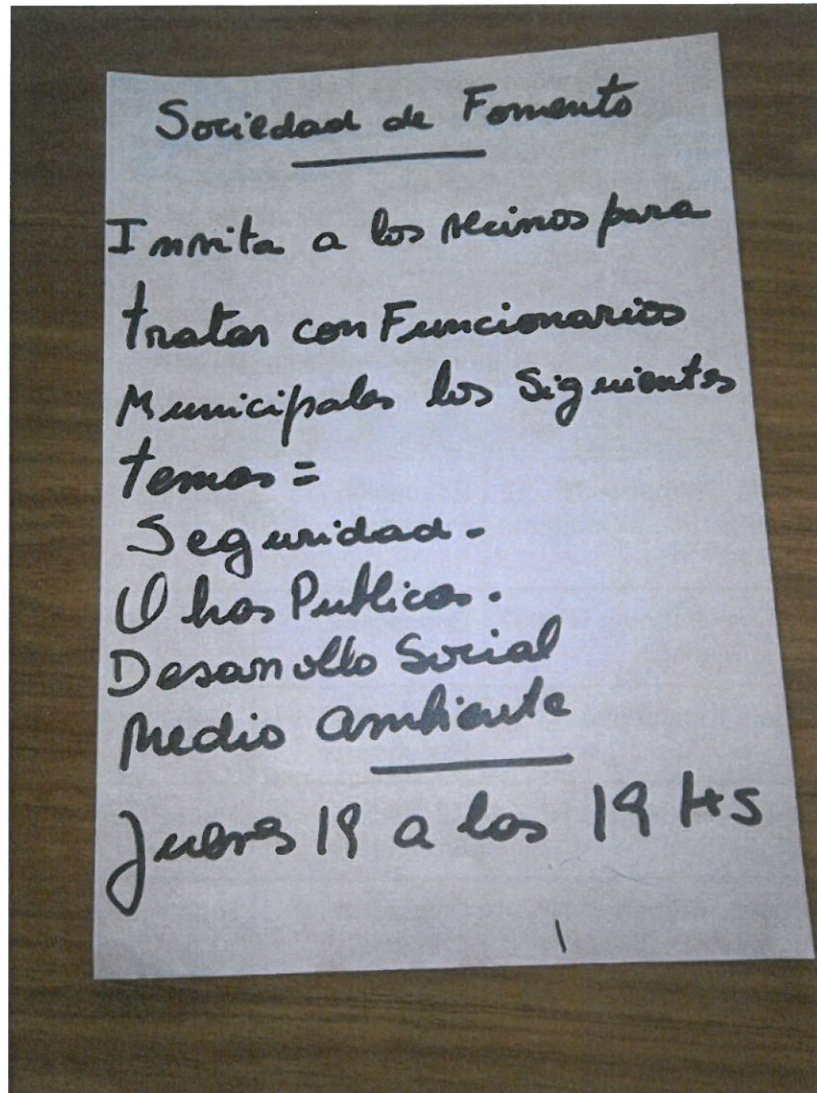 Sociedad de Fomento
Invita a los vecinos para
tratar con Funcionarios
Municipales los Siguientes
temas =
Seguridad.
Obras Publicas.
Desarrollo Social
Medio ambiente
Jueves 19 a las 19 Hs